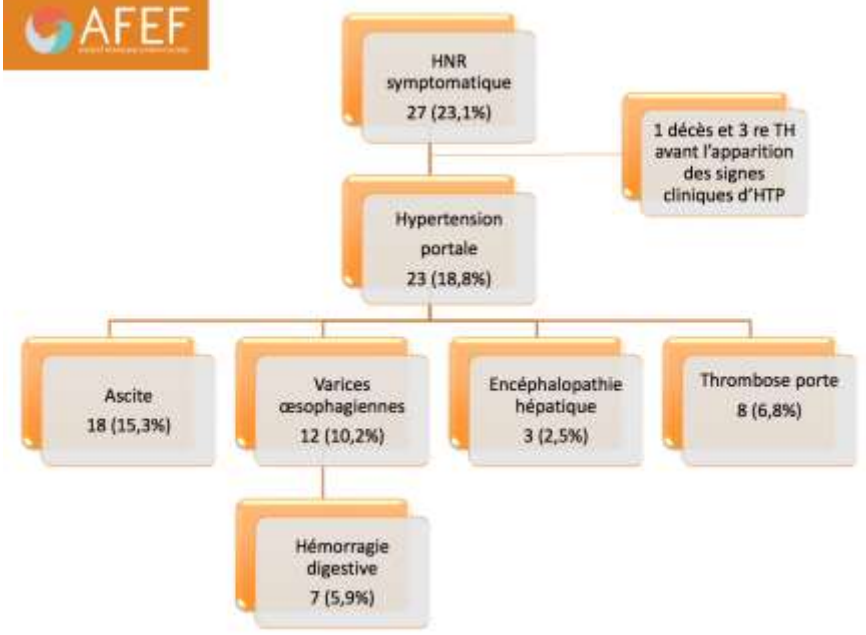 AFEF
HNR
symptomatique
27 (23,1%)
1 décès et 3 re TH
avant l'apparition
des signes
cliniques d'HTP
Hypertension
portale
23 (18,8%)
Ascite
18 (15,3%)
Varices
œsophagiennes
12 (10,2%)
Encéphalopathie
hépatique
3 (2,5%)
Thrombose porte
8 (6,8%)
Hémorragie
digestive
7 (5,9%)